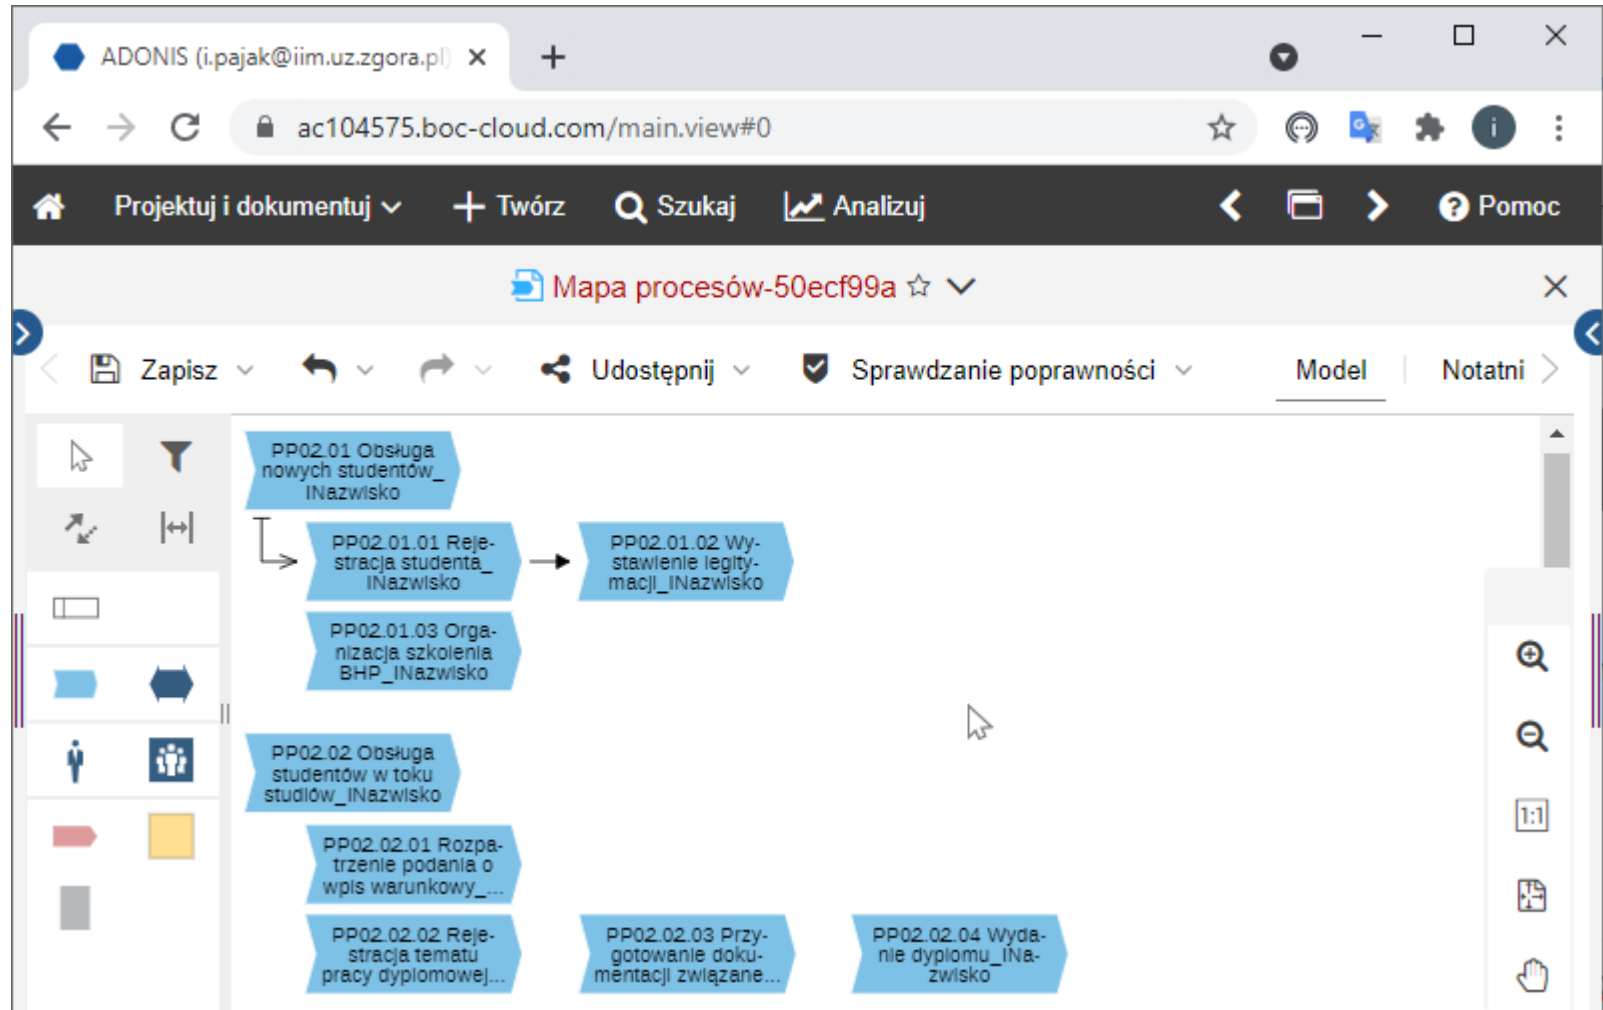 ADONIS (i.pajak@iim.uz.zgora.pl)
ac104575.boc-cloud.com/main.view#0
i
Projektuj i dokumentuj
Twórz
Szukaj
Analizuj
Pomoc
Mapa procesów-50ecf99a
Zapisz
Udostępnij
Sprawdzanie poprawności
Model
Notatni
PP02.01 Obsługa
nowych studentów_
INazwisko
PP02.01.01 Reje-
stracja studenta_
INazwisko
PP02.01.02 Wy-
stawienie legity-
macji_INazwisko
PP02.01.03 Orga-
nizacja szkolenia
BHP_INazwisko
PP02.02 Obsługa
studentów w toku
studiów_INazwisko
PP02.02.01 Rozpa-
trzenie podania o
wpis warunkowy_...
PP02.02.02 Reje-
stracja tematu
pracy dyplomowej...
PP02.02.03 Przy-
gotowanie doku-
mentacji związane...
PP02.02.04 Wyda-
nie dyplomu_INa-
zwisko
1:1